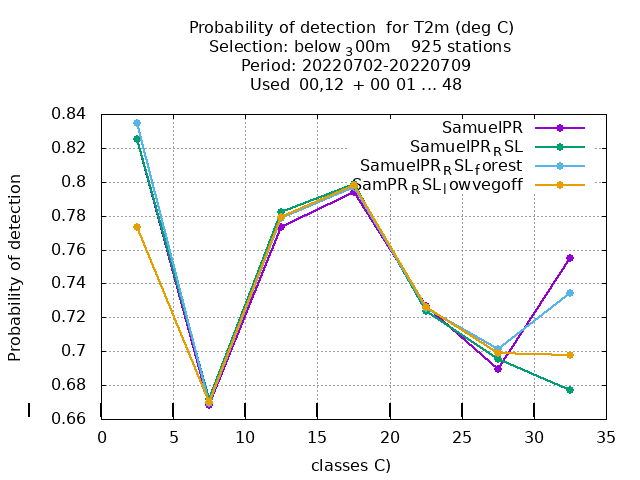 Probability of detection for T2m (deg C)
Selection: below 300m 925 stations
Period: 20220702-20220709
Used 00,12 + 00 01 ... 48
0.84
0.82
0.8
0.78
0.76
0.74
0.72
0.7
0.68
0.66
Probability of detection
SamuelPR
SamuelPRRSL
SamuelPRRSLforest
SamPRRSLlowvegoff
0 5 10 15 20 25 30 35
classes C)